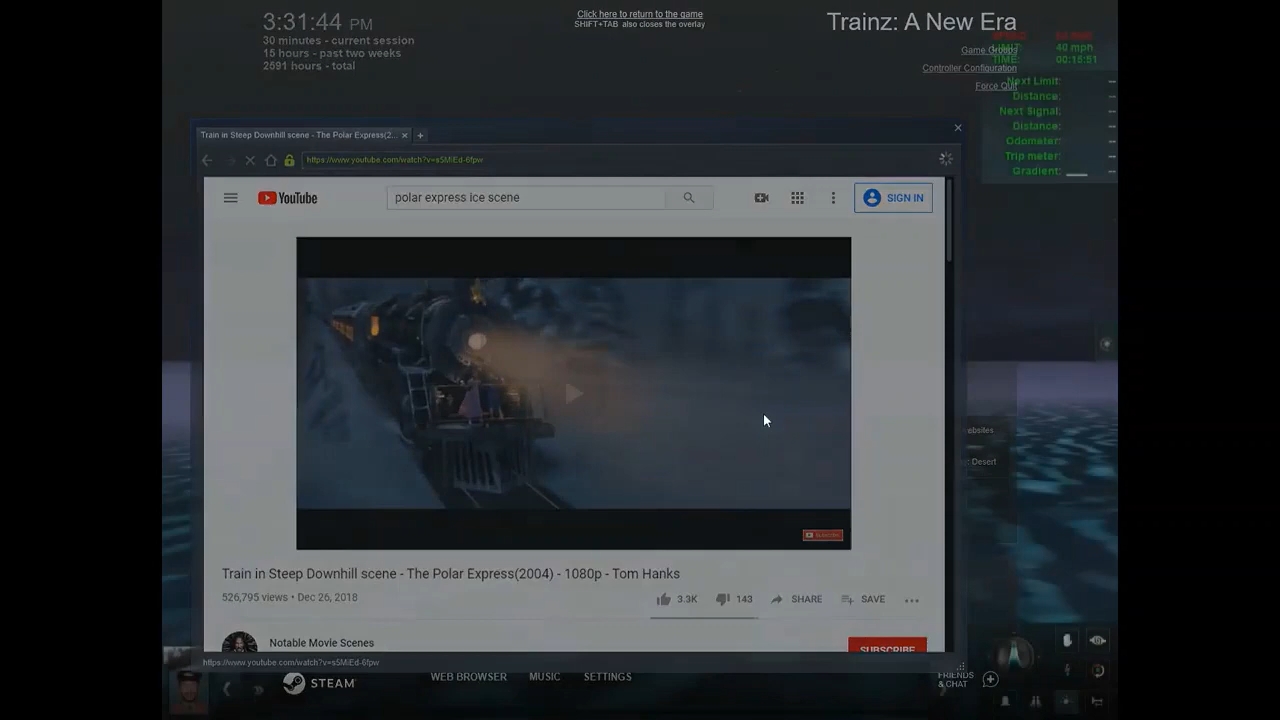 3:31:44 PM
30 minutes - current session
15 hours - past two weeks
2591 hours - total
Click here to return to the game
SHIFT+TAB also closes the overlay
Trainz: A New Era
Game Groups
Controller Configuration
Force Quit
LIMIT: 40 mph
TIME: 00:15:51
Next Limit: --
Distance: --
Next Signal: --
Distance: --
Odometer: --
Trip meter: --
Gradient: --
Train in Steep Downhill scene - The Polar Express(2...
https://www.youtube.com/watch?v=s5MiEd-6fpw
YouTube
polar express ice scene
SIGN IN
Subscribe
Train in Steep Downhill scene - The Polar Express(2004) - 1080p - Tom Hanks
526,795 views • Dec 26, 2018
3.3K 143 SHARE SAVE
Notable Movie Scenes
SUBSCRIBE
https://www.youtube.com/watch?v=s5MiEd-6fpw
ebsites
: Desert
STEAM
WEB BROWSER MUSIC SETTINGS
FRIENDS
& CHAT